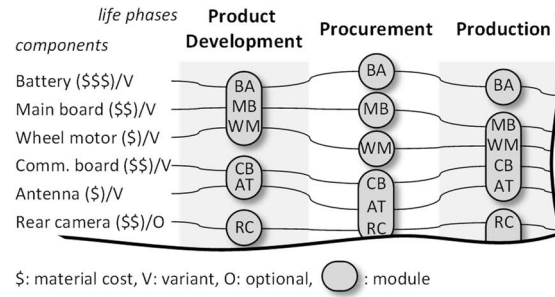 life phases
Product Development
Procurement
Production
components
Battery ($$$)/V
BA
BA
BA
Main board ($$)/V
MB
MB
MB
Wheel motor ($)/V
WM
WM
WM
Comm. board ($$)/V
CB
CB
CB
Antenna ($)/V
AT
AT
AT
Rear camera ($$)/O
RC
RC
RC
$: material cost, V: variant, O: optional, : module